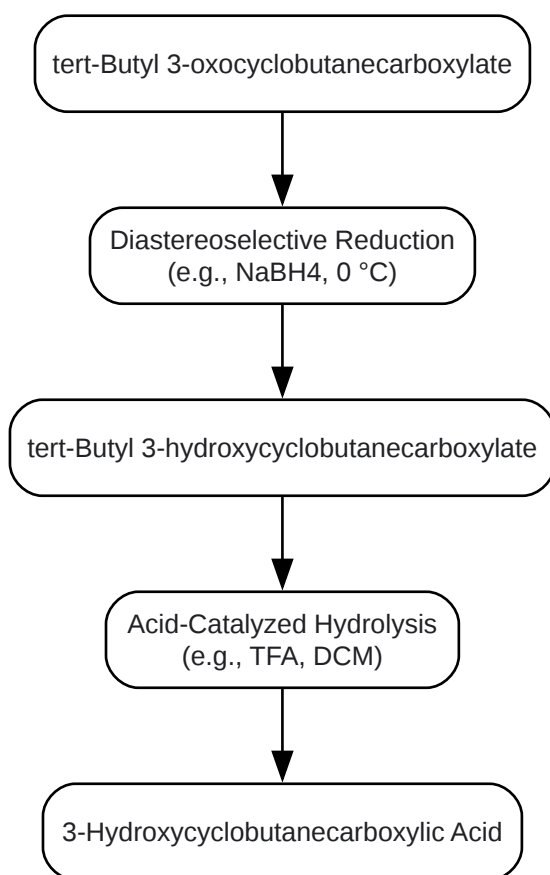 tert-Butyl 3-oxocyclobutanecarboxylate
Diastereoselective Reduction
(e.g., NaBH4, 0 °C)
tert-Butyl 3-hydroxycyclobutanecarboxylate
Acid-Catalyzed Hydrolysis
(e.g., TFA, DCM)
3-Hydroxycyclobutanecarboxylic Acid